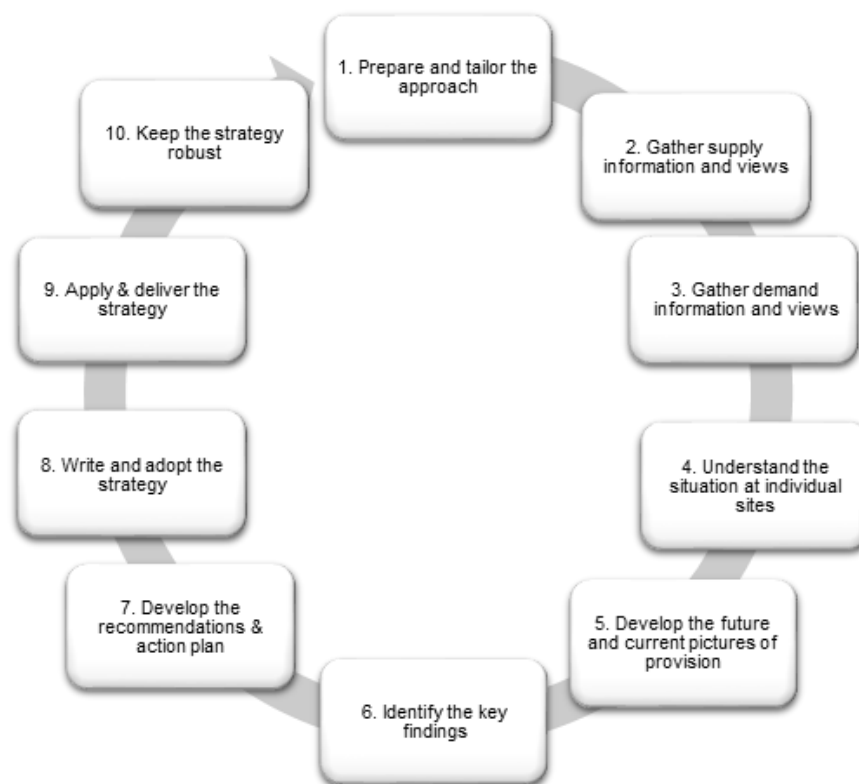 1. Prepare and tailor the
approach
2. Gather supply
information and views
3. Gather demand
information and views
4. Understand the
situation at individual
sites
5. Develop the future
and current pictures of
provision
6. Identify the key
findings
7. Develop the
recommendations &
action plan
8. Write and adopt the
strategy
9. Apply & deliver the
strategy
10. Keep the strategy
robust